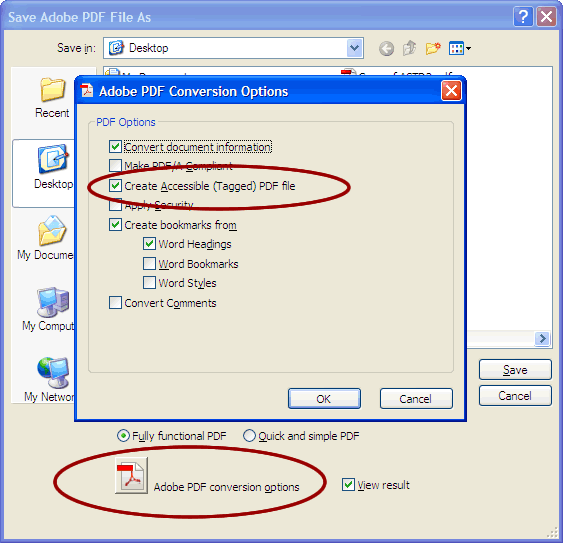 Save Adobe PDF File As
Save in: Desktop
Recent
Desktop
My Docume
My Comput
My Network
Adobe PDF Conversion Options
PDF Options
Convert document information
Make PDF/A Compliant
Create Accessible (Tagged) PDF file
Apply Security
Create bookmarks from
Word Headings
Word Bookmarks
Word Styles
Convert Comments
OK Cancel
Save
Cancel
Fully functional PDF Quick and simple PDF
Adobe PDF conversion options View result